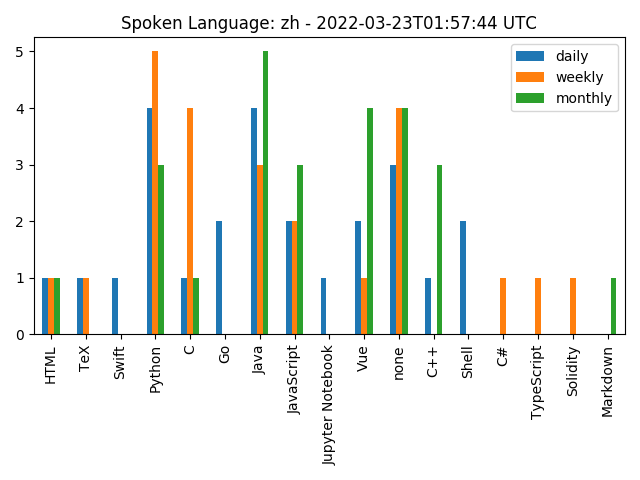 Spoken Language: zh - 2022-03-23T01:57:44 UTC
daily
weekly
monthly
5
4
3
2
1
0
HTML
TeX
Swift
Python
C
Go
Java
JavaScript
Jupyter Notebook
Vue
none
C++
Shell
C#
TypeScript
Solidity
Markdown